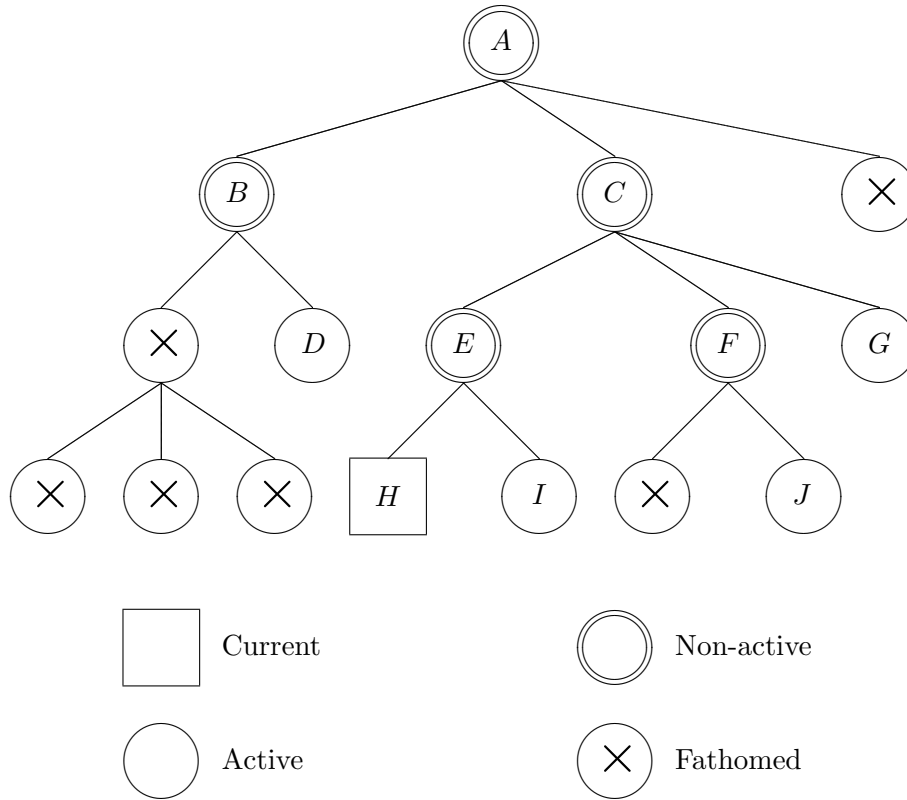 A
B C
D E F G
H I J
Current Non-active
Active Fathomed